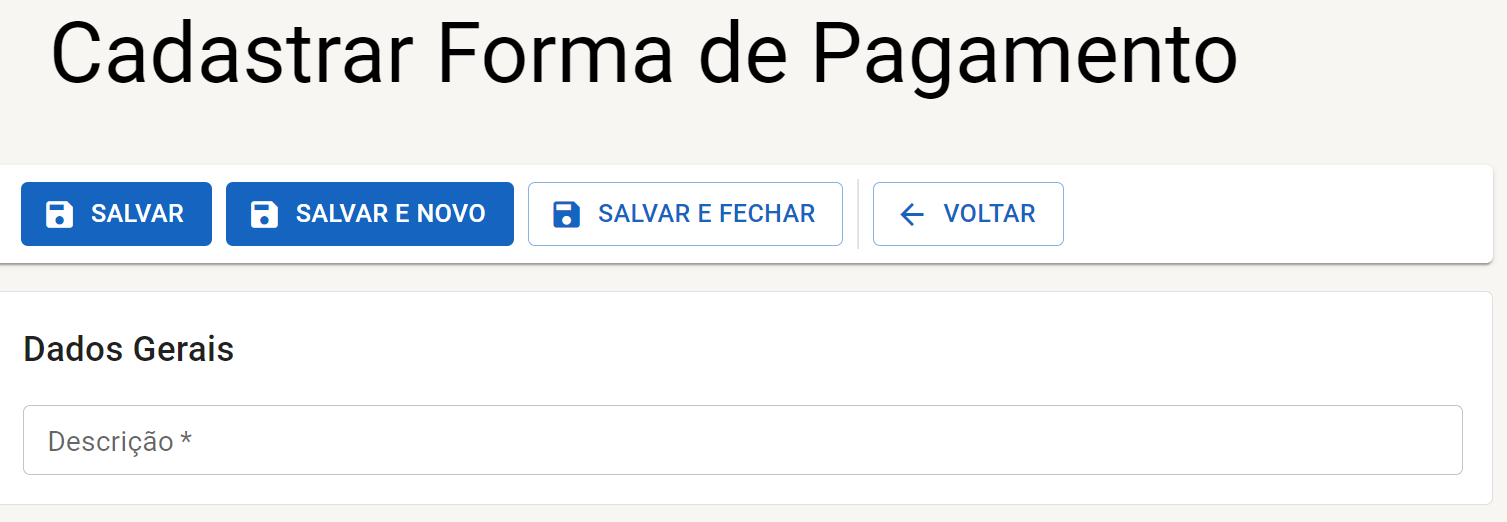 Cadastrar Forma de Pagamento
SALVAR SALVAR E NOVO SALVAR E FECHAR VOLTAR
Dados Gerais
Descrição *